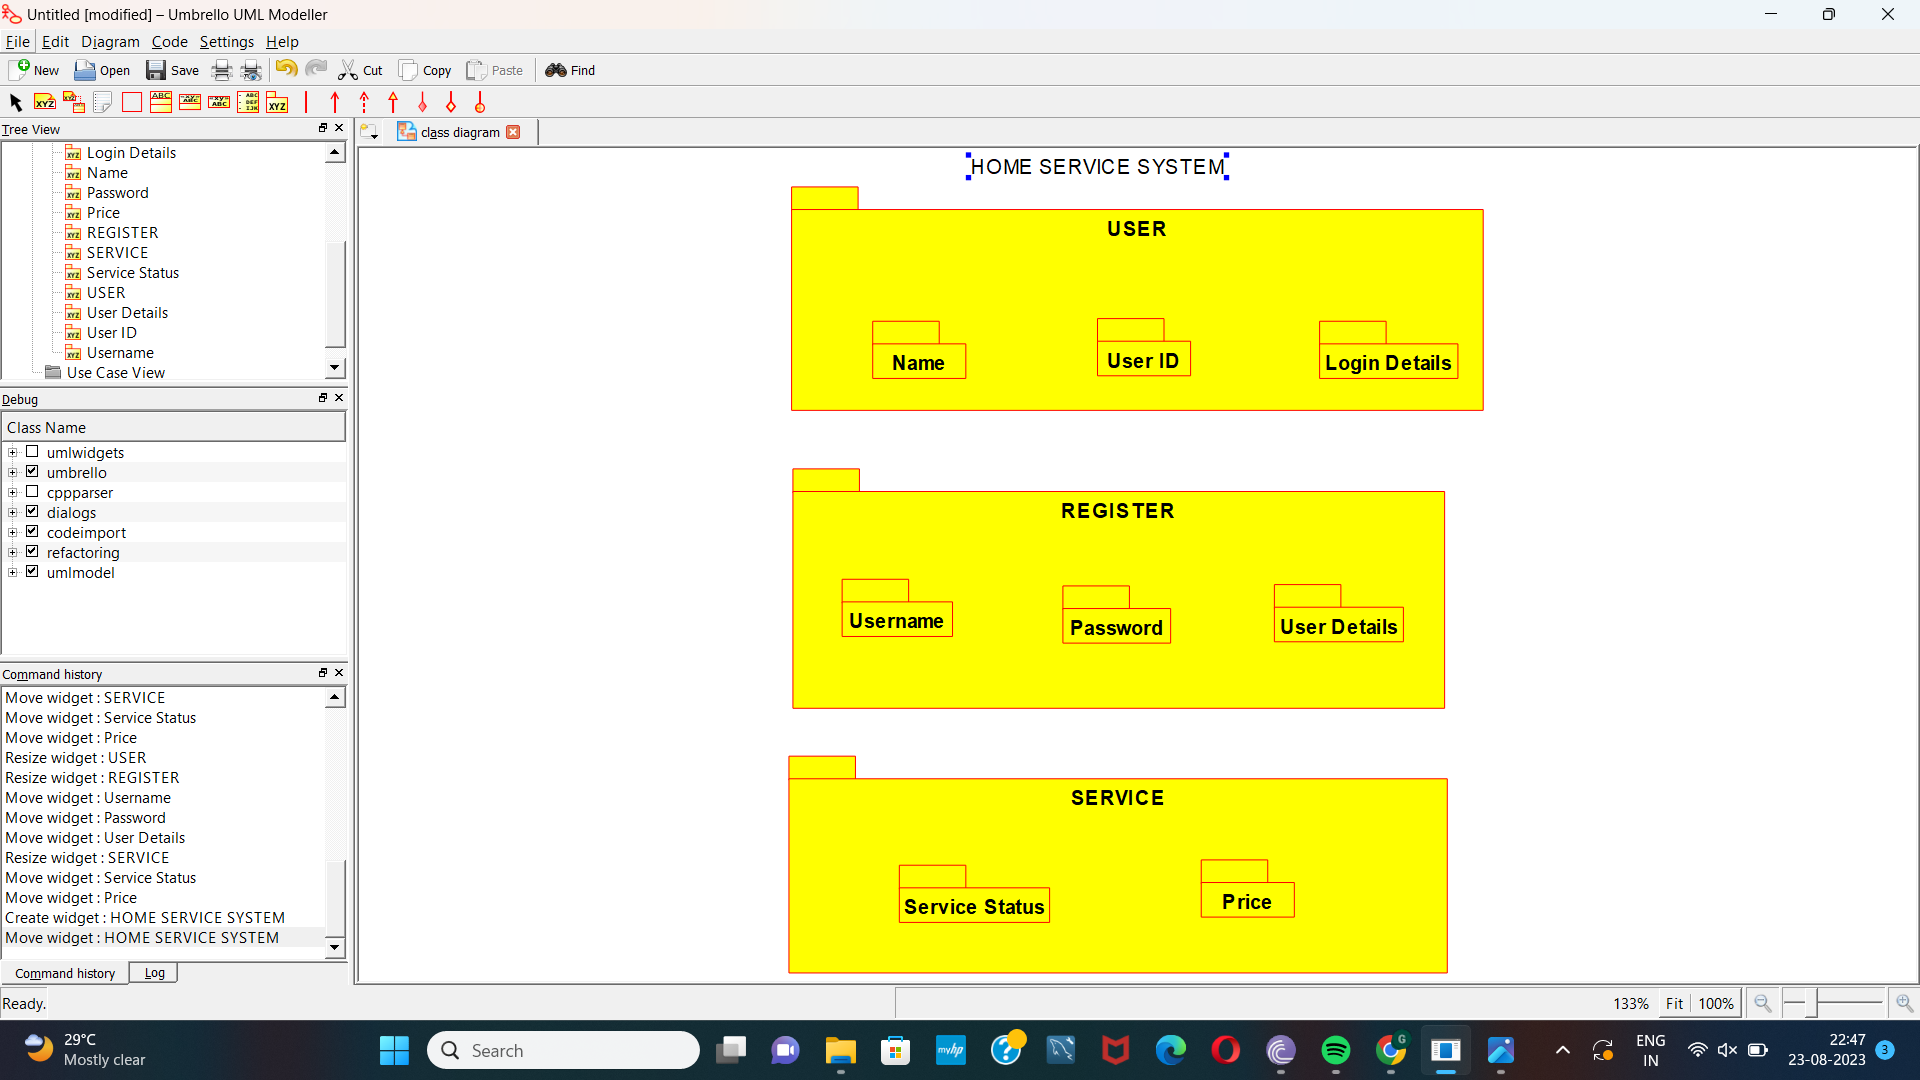 Untitled [modified] – Umbrello UML Modeller
File Edit Diagram Code Settings Help
New Open Save Cut Copy Paste Find
Tree View
class diagram
Login Details
Name
Password
Price
REGISTER
SERVICE
Service Status
USER
User Details
User ID
Username
Use Case View
Debug
Class Name
umlwidgets
umbrello
cppparser
dialogs
codeimport
refactoring
umlmodel
Command history
Move widget : SERVICE
Move widget : Service Status
Move widget : Price
Resize widget : USER
Resize widget : REGISTER
Move widget : Username
Move widget : Password
Move widget : User Details
Resize widget : SERVICE
Move widget : Service Status
Move widget : Price
Create widget : HOME SERVICE SYSTEM
Move widget : HOME SERVICE SYSTEM
Command history Log
HOME SERVICE SYSTEM
USER
Name User ID Login Details
REGISTER
Username Password User Details
SERVICE
Service Status Price
Ready.
133% Fit 100%
29°C
Mostly clear
Search
myhp
ENG
IN
22:47
23-08-2023
3